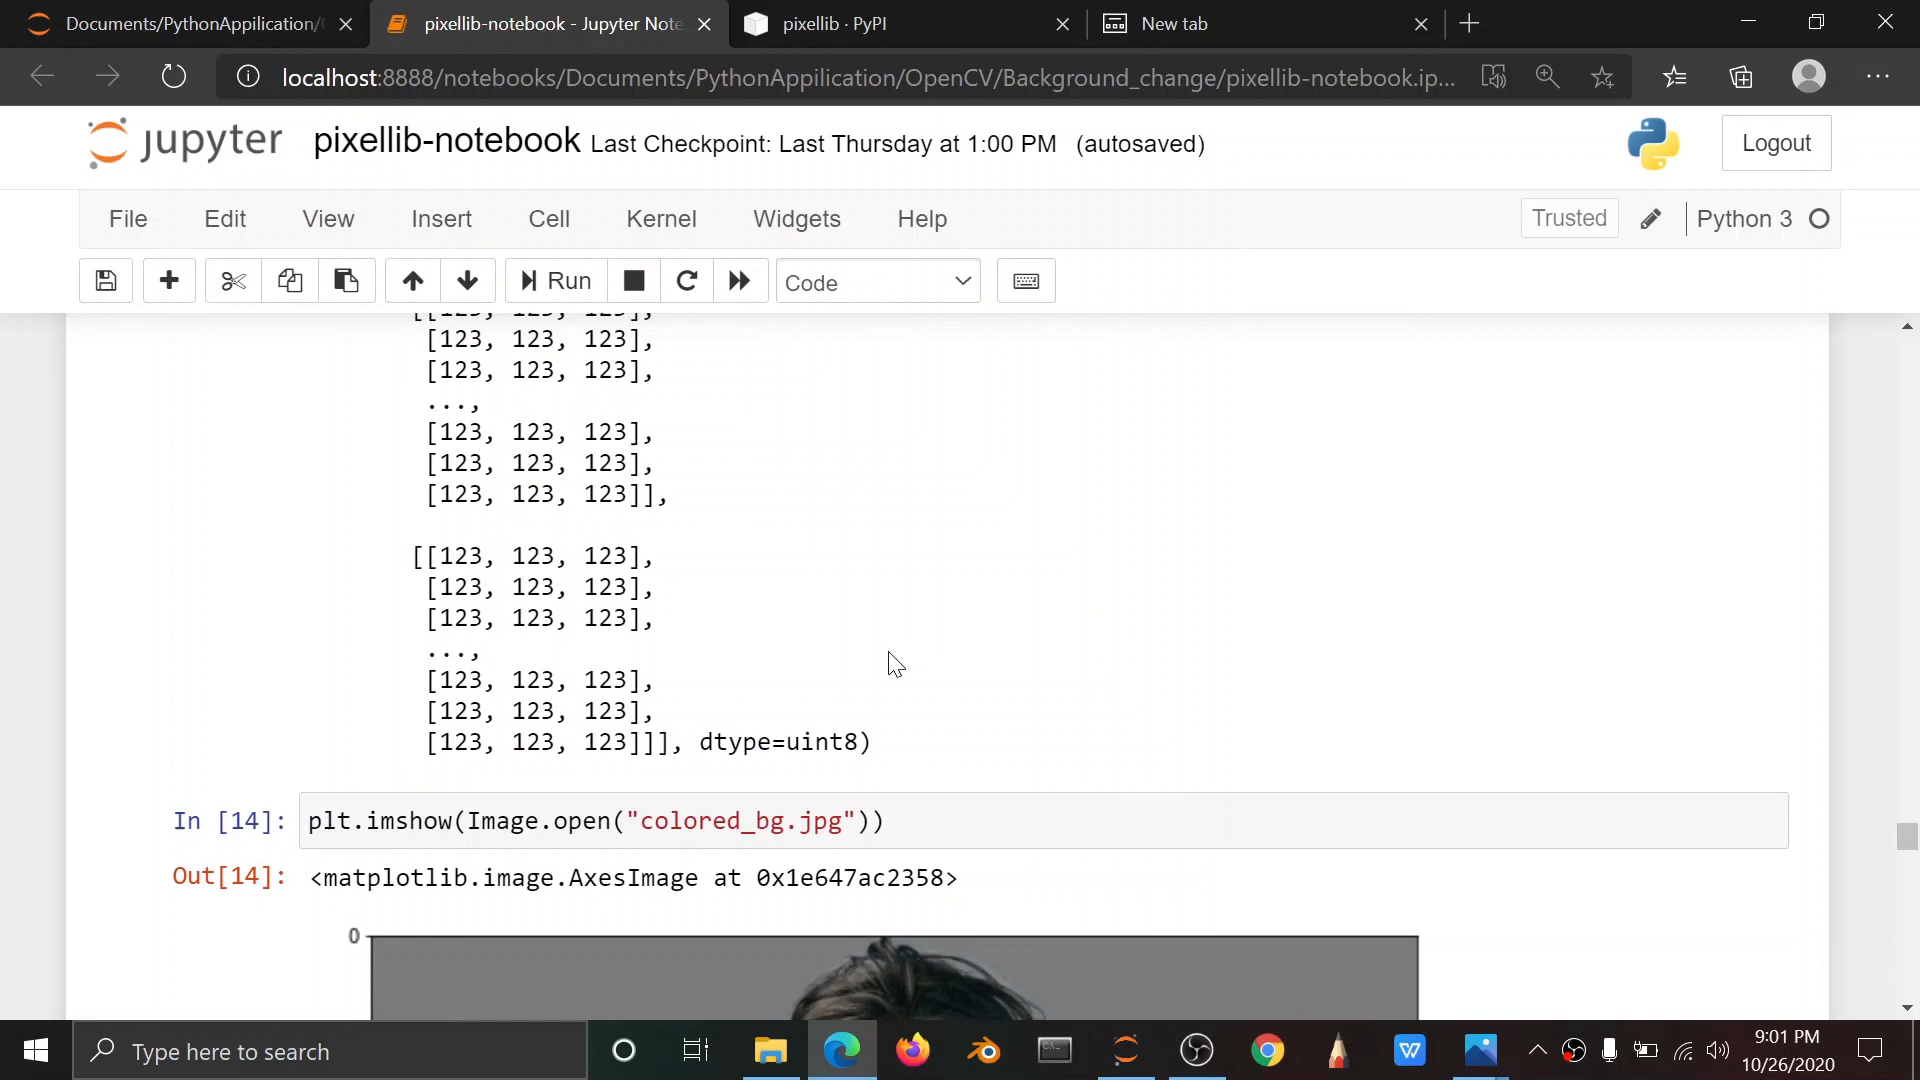 Documents/PythonApplication/
pixellib-notebook - Jupyter Note
pixellib · PyPI
New tab
localhost:8888/notebooks/Documents/PythonAppilication/OpenCV/Background_change/pixellib-notebook.ip...
jupyter
pixellib-notebook Last Checkpoint: Last Thursday at 1:00 PM (autosaved)
Logout
File Edit View Insert Cell Kernel Widgets Help
Trusted
Python 3
Run
Code
[[123, 123, 123],
[123, 123, 123],
[123, 123, 123],
...,
[123, 123, 123],
[123, 123, 123],
[123, 123, 123]],
[[123, 123, 123],
[123, 123, 123],
[123, 123, 123],
...,
[123, 123, 123],
[123, 123, 123],
[123, 123, 123]]], dtype=uint8)
In [14]: plt.imshow(Image.open("colored_bg.jpg"))
Out[14]: <matplotlib.image.AxesImage at 0x1e647ac2358>
0
Type here to search
9:01 PM
10/26/2020